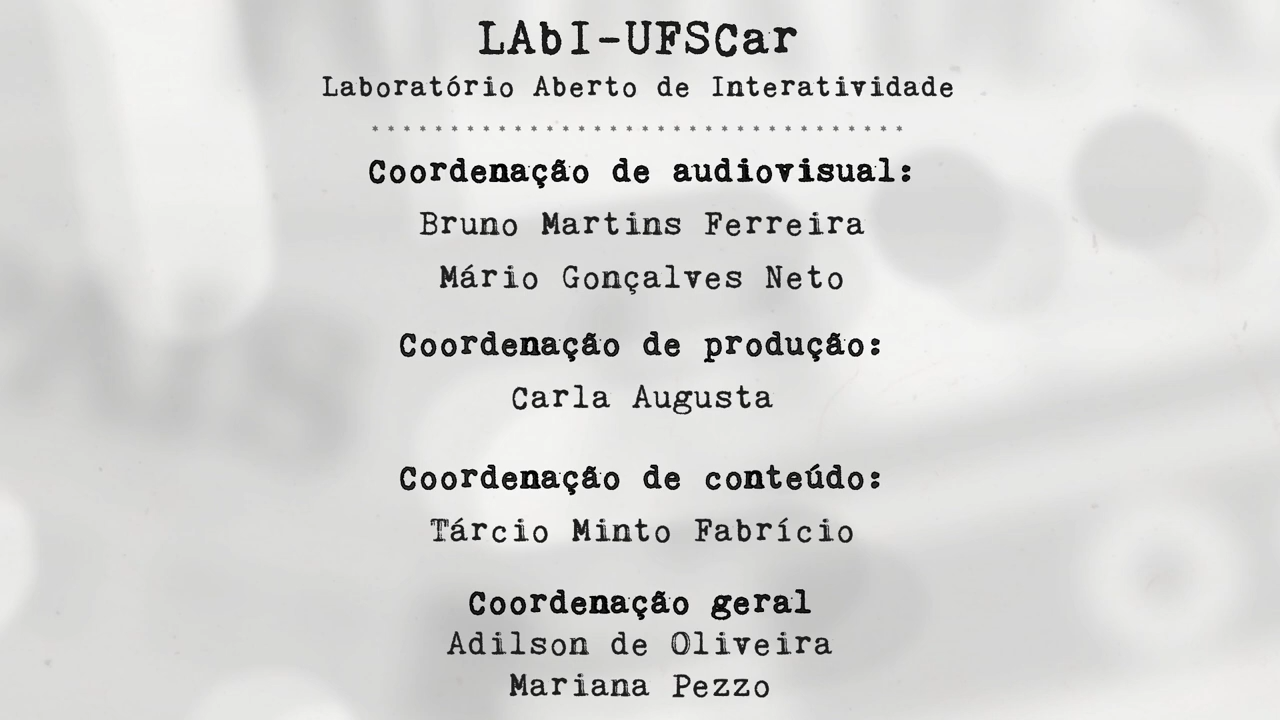 LAbI-UFSCar
Laboratório Aberto de Interatividade
Coordenação de audiovisual:
Bruno Martins Ferreira
Mário Gonçalves Neto
Coordenação de produção:
Carla Augusta
Coordenação de conteúdo:
Tárcio Minto Fabrício
Coordenação geral
Adilson de Oliveira
Mariana Pezzo